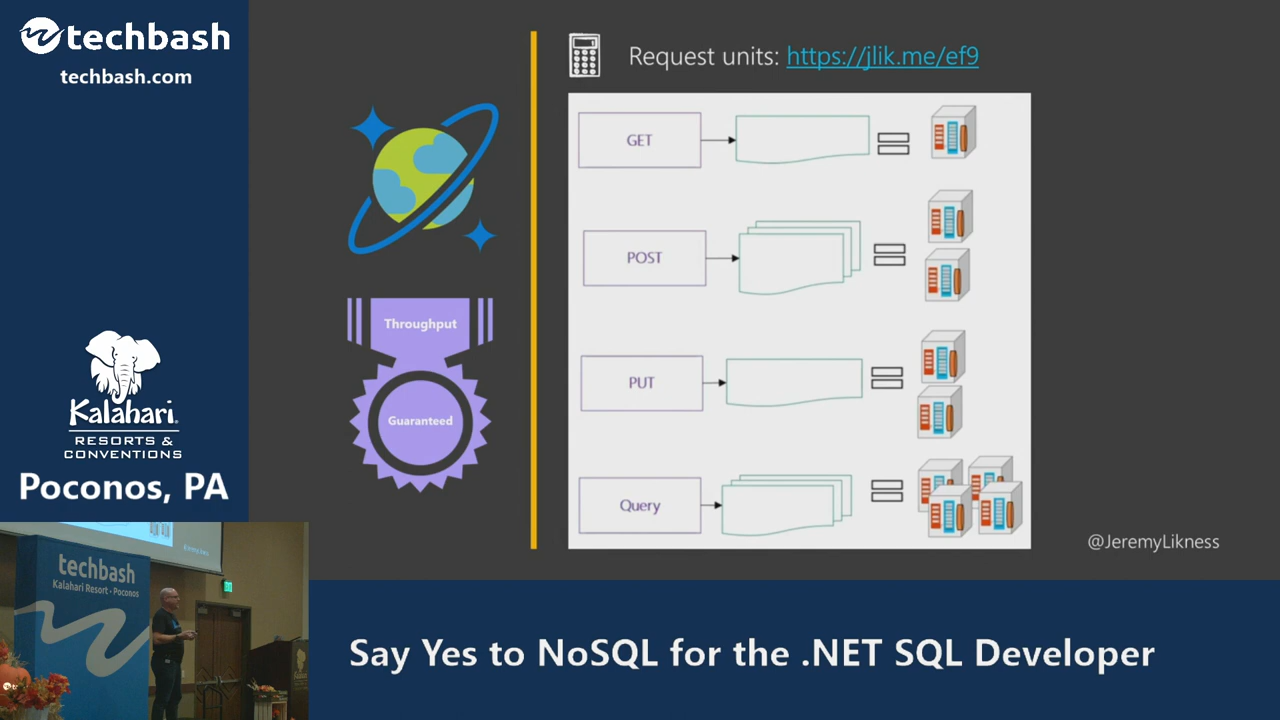 techbash
techbash.com
Kalahari
RESORTS &
CONVENTIONS
Poconos, PA
Request units: https://jlik.me/ef9
GET
POST
PUT
Query
Throughput
Guaranteed
@JeremyLikness
techbash
Kalahari Resort - Poconos
Say Yes to NoSQL for the .NET SQL Developer